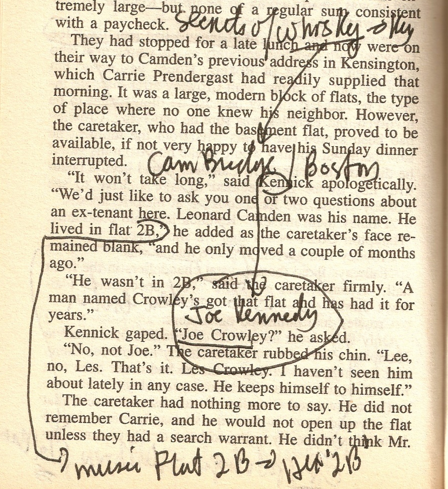 tremely large—but none of a regular sum consistent
with a paycheck. Secrets of whiskey → key
They had stopped for a late lunch and now were on
their way to Camden's previous address in Kensington,
which Carrie Prendergast had readily supplied that
morning. It was a large, modern block of flats, the type
of place where no one knew his neighbor. However,
the caretaker, who had the basement flat, proved to be
available, if not very happy to have his Sunday dinner
interrupted. CamBridge / Boston
“It won't take long,” said Kennick apologetically.
“We'd just like to ask you one or two questions about
an ex-tenant here. Leonard Camden was his name. He
lived in flat 2B,” he added as the caretaker's face re-
mained blank, “and he only moved a couple of months
ago.”
“He wasn't in 2B,” said the caretaker firmly. “A
man named Crowley's got that flat and has had it for
years.”
Joe Kennedy
Kennick gaped. “Joe Crowley?” he asked.
“No, not Joe.” The caretaker rubbed his chin. “Lee,
no, Les. That's it. Les Crowley. I haven't seen him
about lately in any case. He keeps himself to himself.”
The caretaker had nothing more to say. He did not
remember Carrie, and he would not open up the flat
unless they had a search warrant. He didn't think Mr.
→ music Flat 2B → 2B